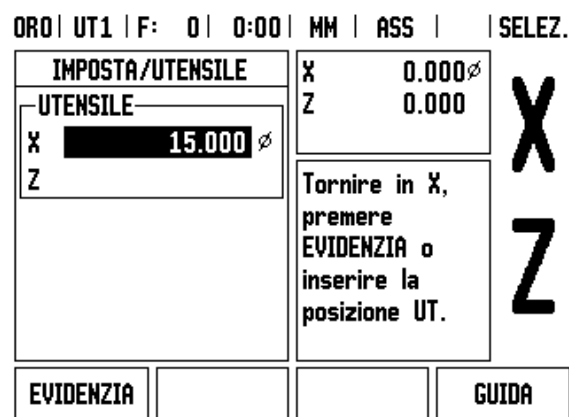 ORO| UT1 | F: 0| 0:00| MM | ASS | |SELEZ.
IMPOSTA/UTENSILE
UTENSILE
X 15.000 Ø
Z
X 0.000Ø
Z 0.000
Tornire in X,
premere
EVIDENZIA o
inserire la
posizione UT.
X
Z
EVIDENZIA
GUIDA